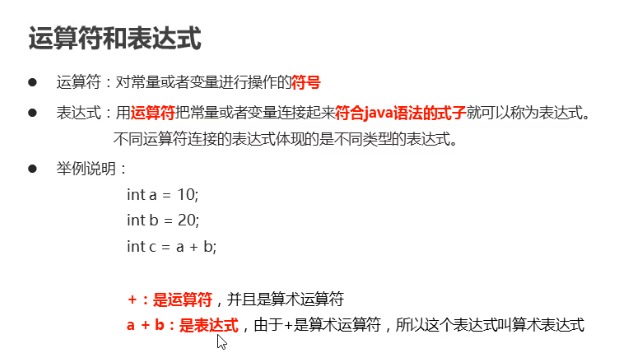 运算符和表达式
● 运算符：对常量或者变量进行操作的符号
● 表达式：用运算符把常量或者变量连接起来符合java语法的式子就可以称为表达式。
不同运算符连接的表达式体现的是不同类型的表达式。
● 举例说明：
int a = 10;
int b = 20;
int c = a + b;
+：是运算符，并且是算术运算符
a + b：是表达式，由于+是算术运算符，所以这个表达式叫算术表达式